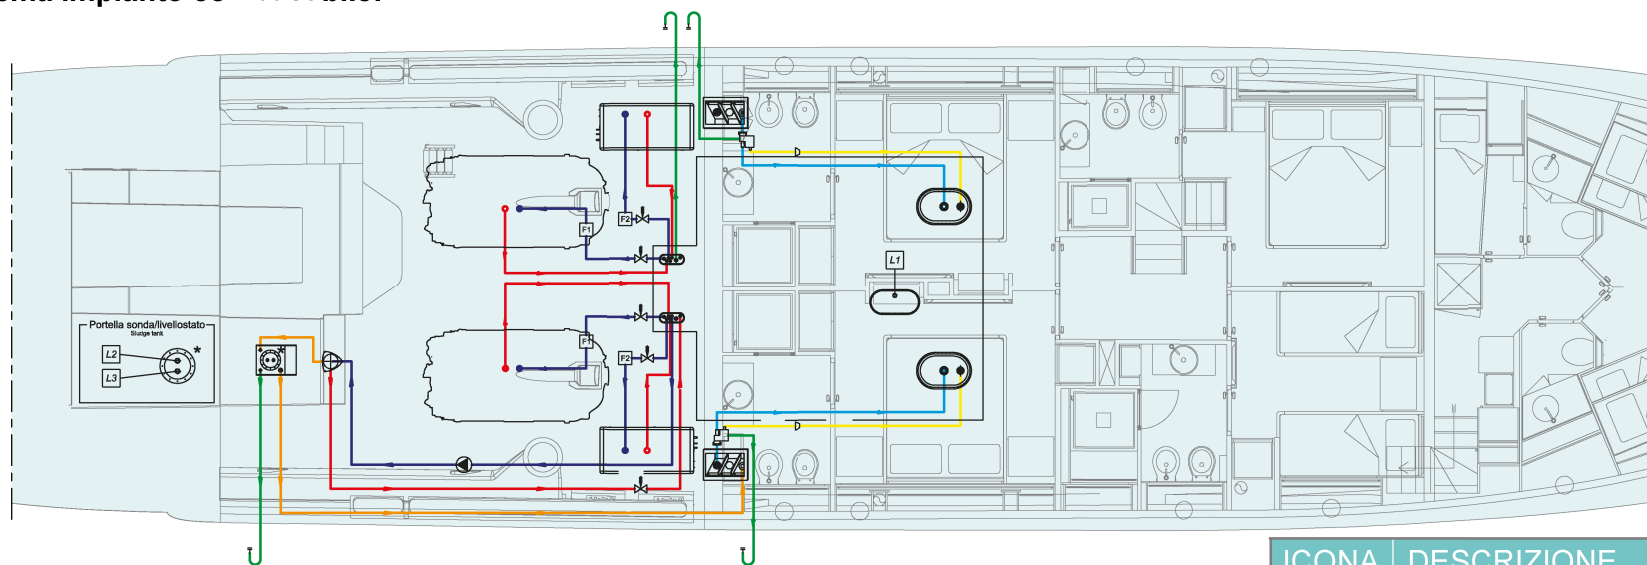 F2
F1
L1
F1
F2
Portella sonda/livellostato
Sludge tank
L2
*
L3
*
ICONA
DESCRIZIONE